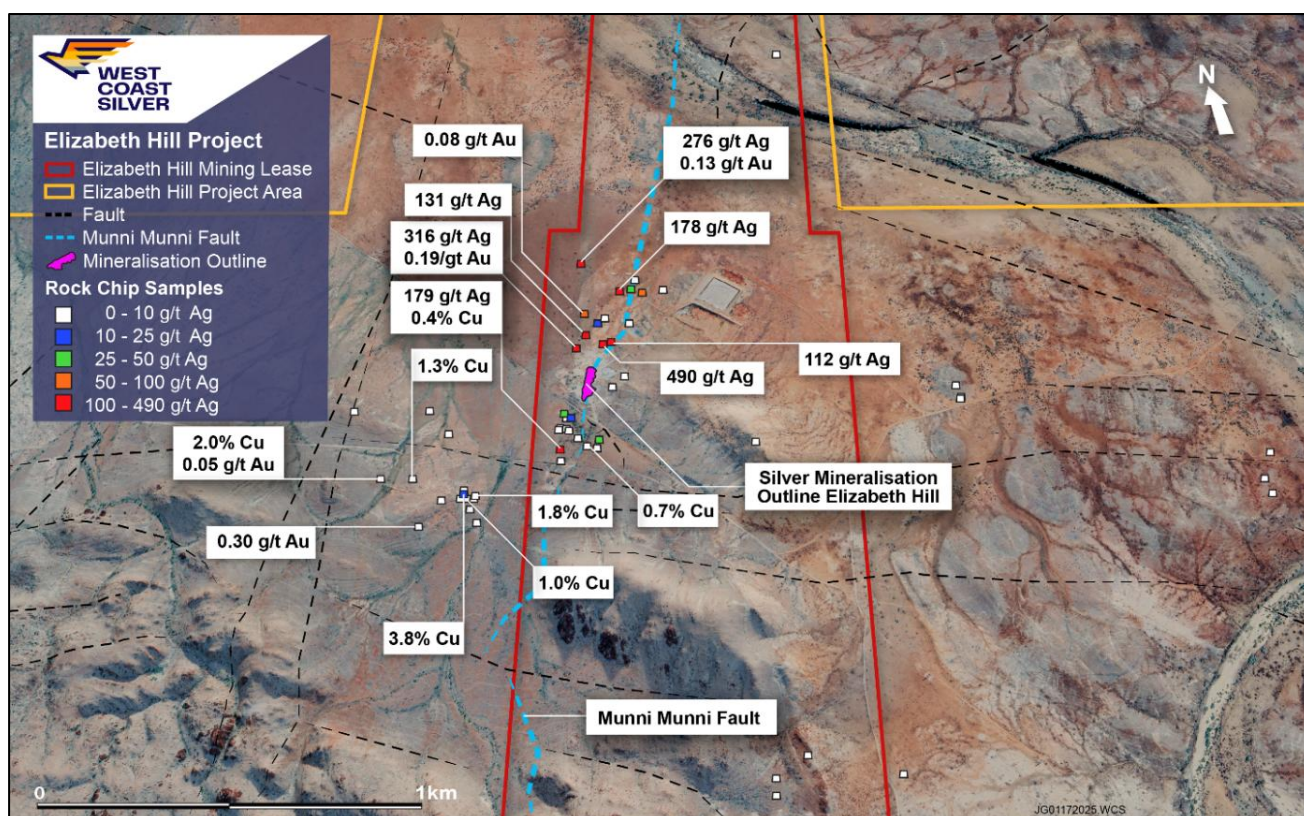 WEST
COAST
SILVER
Elizabeth Hill Project
Elizabeth Hill Mining Lease
Elizabeth Hill Project Area
Fault
Munni Munni Fault
Mineralisation Outline
Rock Chip Samples
0 - 10 g/t Ag
10 - 25 g/t Ag
25 - 50 g/t Ag
50 - 100 g/t Ag
100 - 490 g/t Ag
N
0.08 g/t Au
276 g/t Ag
0.13 g/t Au
131 g/t Ag
178 g/t Ag
316 g/t Ag
0.19/gt Au
179 g/t Ag
0.4% Cu
112 g/t Ag
1.3% Cu
490 g/t Ag
2.0% Cu
0.05 g/t Au
Silver Mineralisation
Outline Elizabeth Hill
1.8% Cu
0.7% Cu
0.30 g/t Au
1.0% Cu
3.8% Cu
Munni Munni Fault
0
1km
JG01172025.WCS